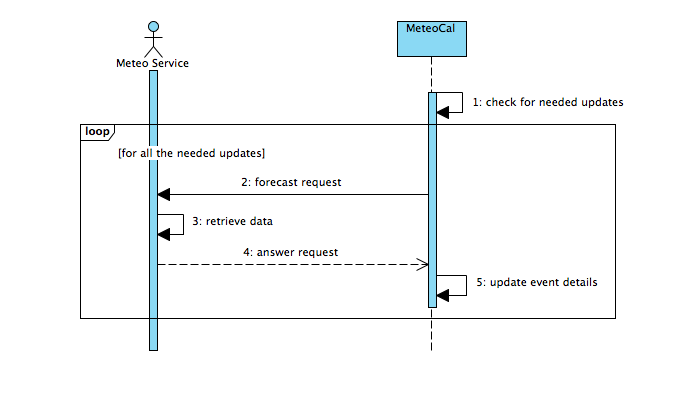 MeteoCal
Meteo Service
1: check for needed updates
loop
[for all the needed updates]
2: forecast request
3: retrieve data
4: answer request
5: update event details